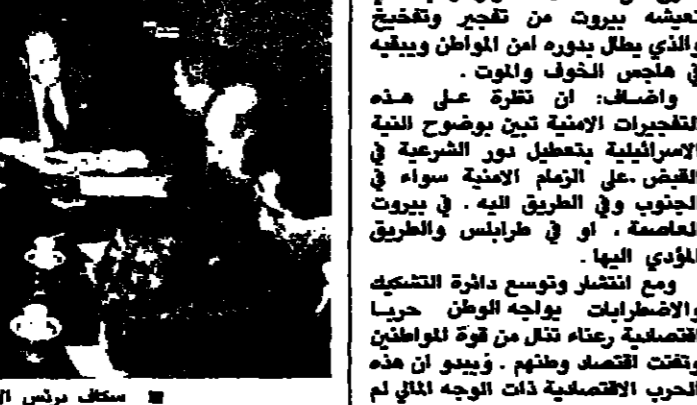 تعيشه بيروت من تفجير وتفخيخ
والذي يطال بدوره امن المواطن ويبقيه
في هاجس الخوف والموت .
واضاف: ان نظرة على هذه
التفجيرات الامنية تبين بوضوح النية
الاسرائيلية بتعطيل دور الشرعية في
القبض على الزمام الامنية سواء في
الجنوب وفي الطريق اليه . في بيروت
العاصمة ، او في طرابلس والطريق
المؤدي اليها .
ومع انتشار وتوسع دائرة التشكيك
والاضطرابات يواجه الوطن حربا
اقتصادية رعناء تنال من قوة المواطنين
وتفتت اقتصاد وطنهم . ويبدو ان هذه
الحرب الاقتصادية ذات الوجه المالي لم
سكاف يرئس